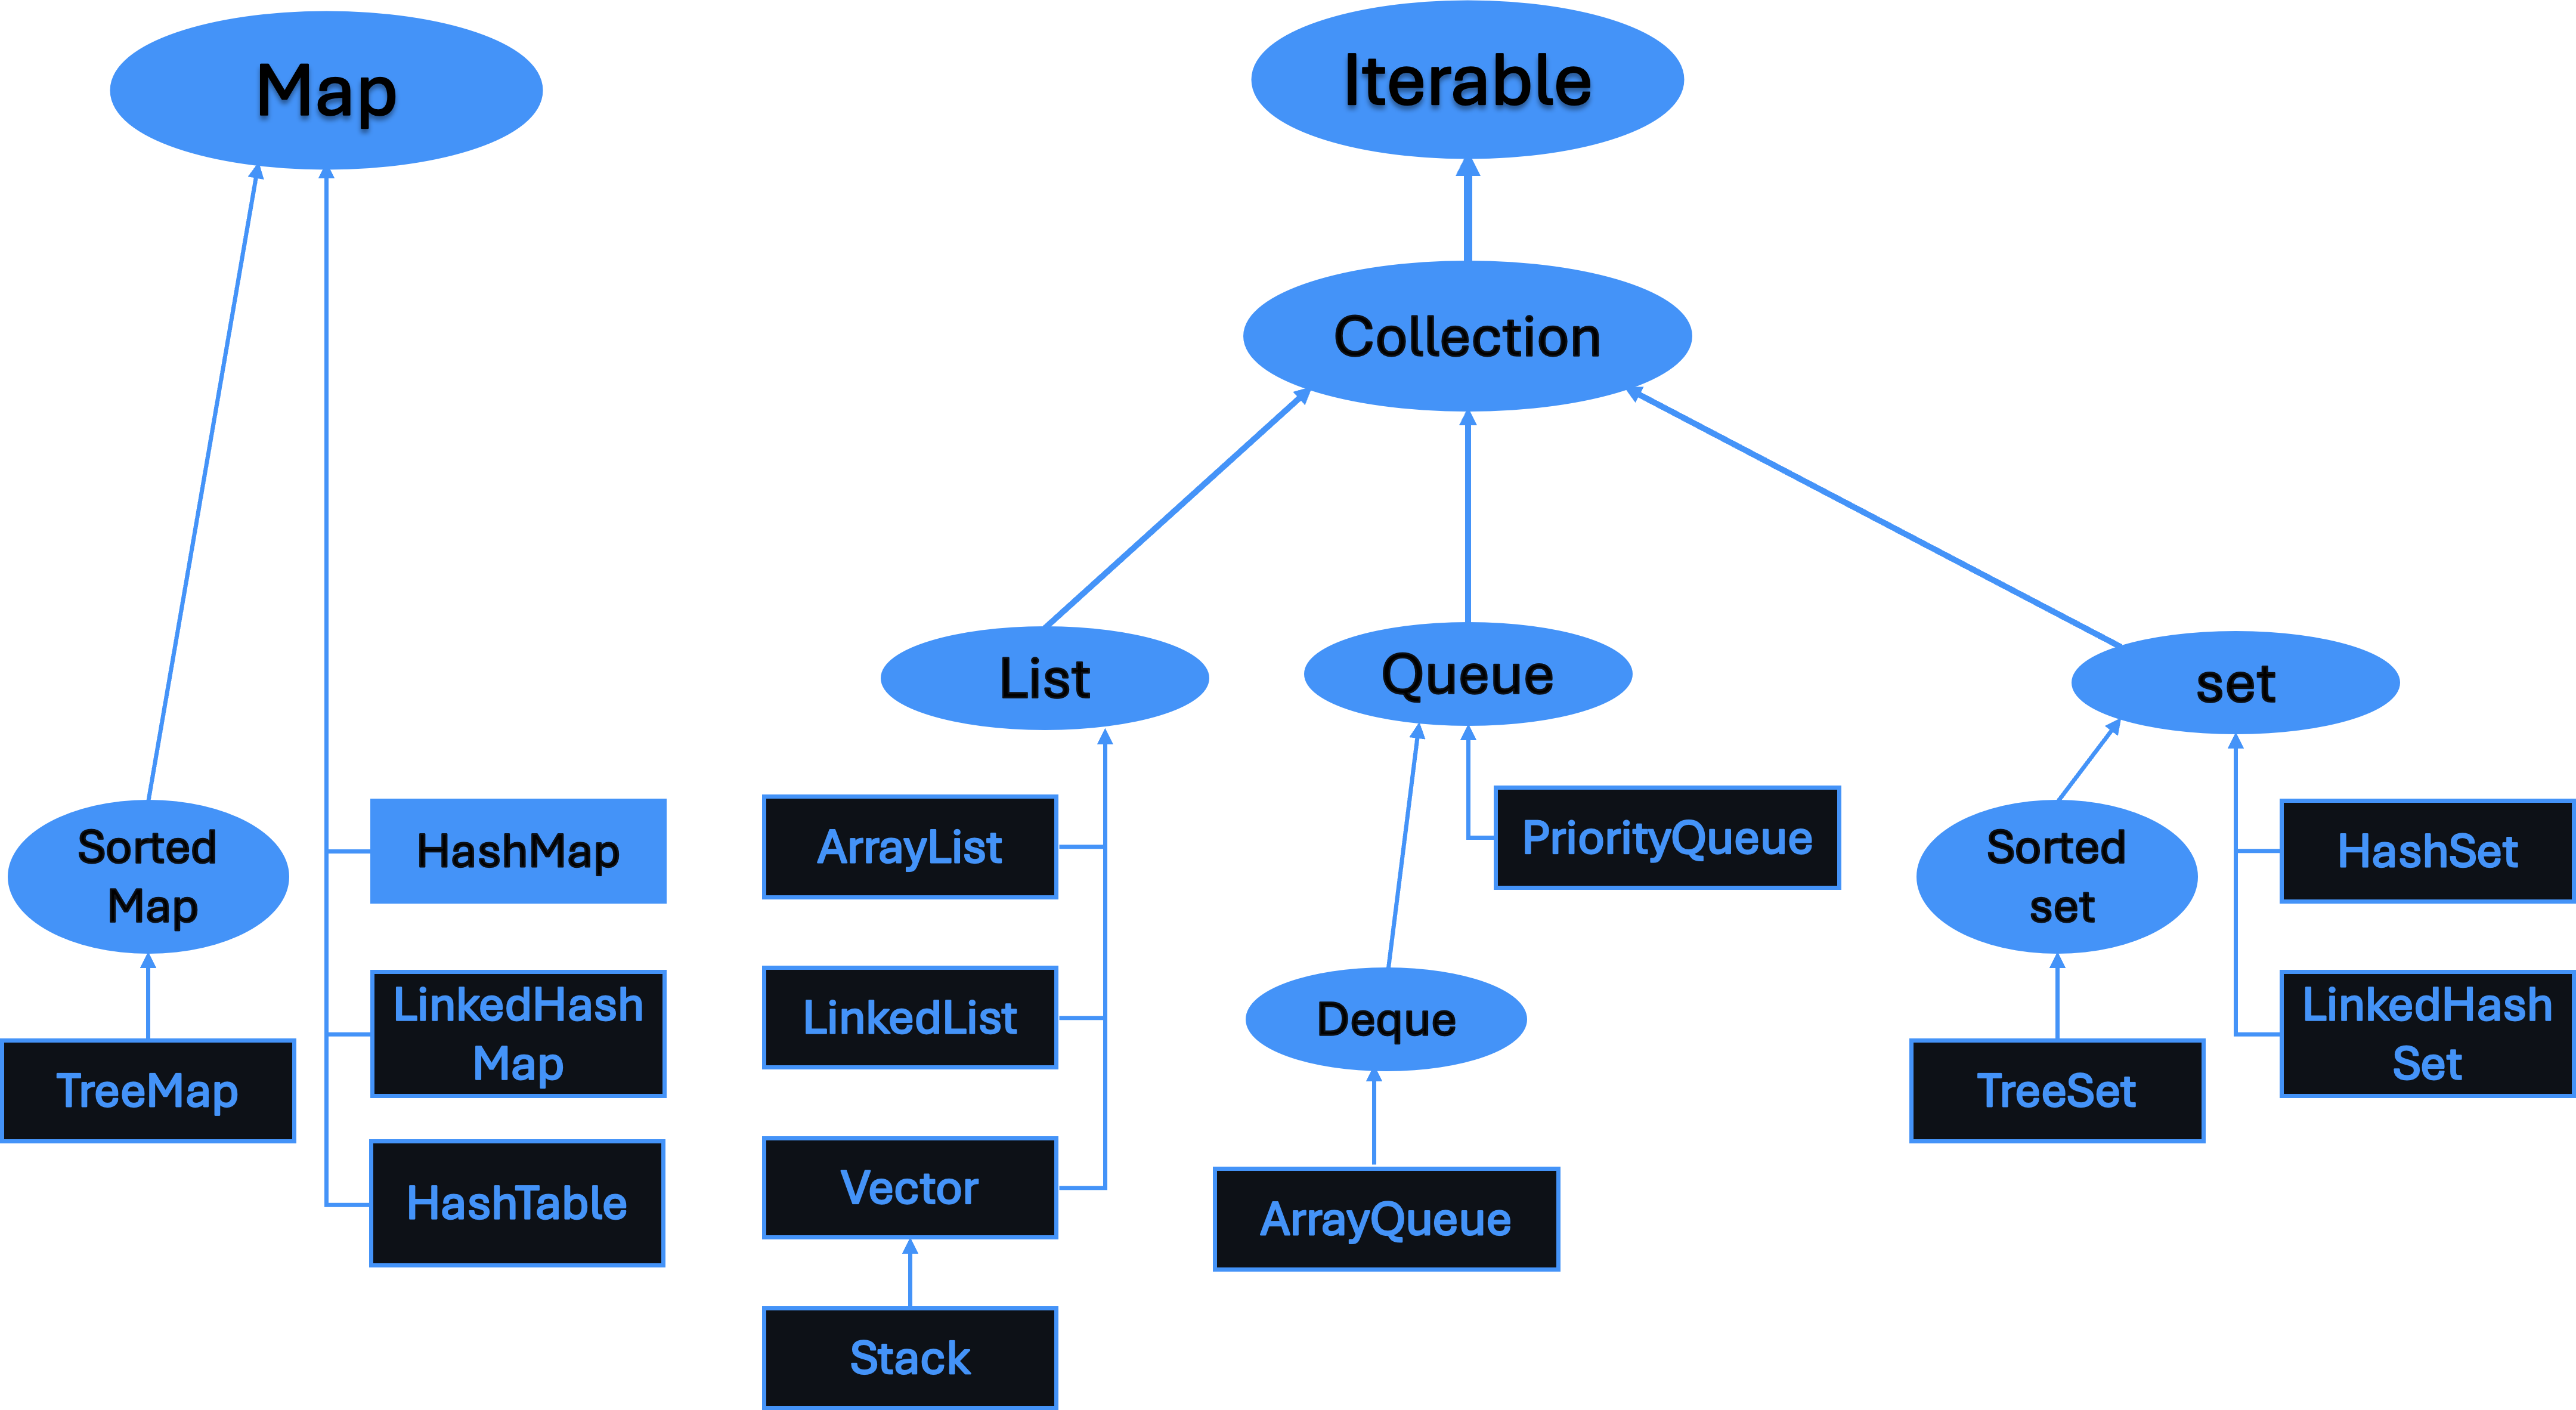 Map
Iterable
Collection
List
Queue
set
Sorted
Map
HashMap
LinkedHash
Map
HashTable
TreeMap
ArrayList
LinkedList
Vector
Stack
PriorityQueue
Deque
ArrayQueue
Sorted
set
TreeSet
HashSet
LinkedHash
Set